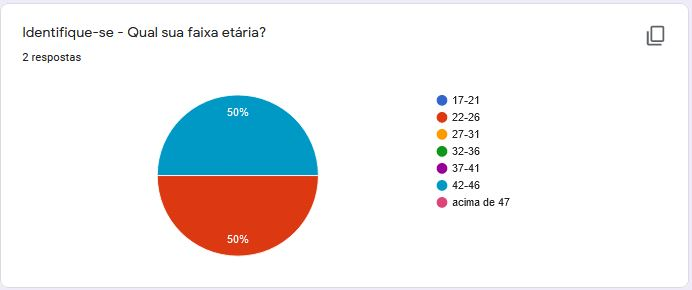 Identifique-se - Qual sua faixa etária?
2 respostas
50%
50%
17-21
22-26
27-31
32-36
37-41
42-46
acima de 47